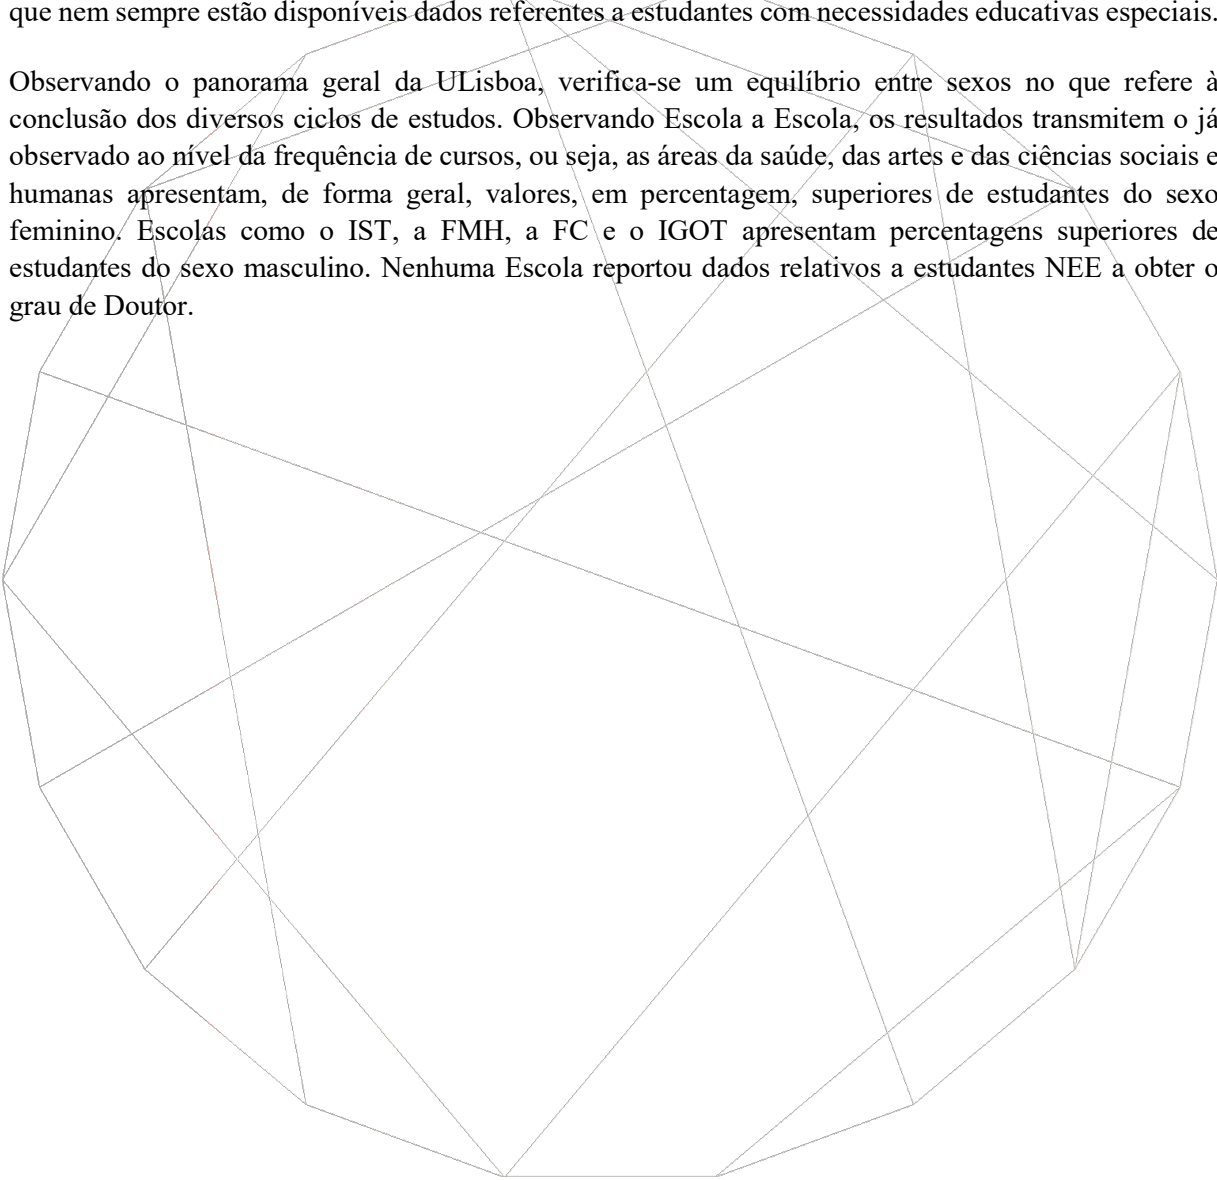 que nem sempre estão disponíveis dados referentes a estudantes com necessidades educativas especiais.
Observando o panorama geral da ULisboa, verifica-se um equilíbrio entre sexos no que refere à
conclusão dos diversos ciclos de estudos. Observando Escola a Escola, os resultados transmitem o já
observado ao nível da frequência de cursos, ou seja, as áreas da saúde, das artes e das ciências sociais e
humanas apresentam, de forma geral, valores, em percentagem, superiores de estudantes do sexo
feminino. Escolas como o IST, a FMH, a FC e o IGOT apresentam percentagens superiores de
estudantes do sexo masculino. Nenhuma Escola reportou dados relativos a estudantes NEE a obter o
grau de Doutor.